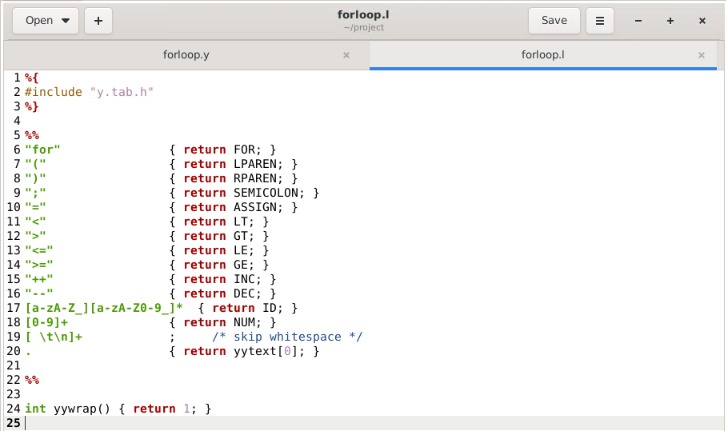 Open
forloop.l
~/project
Save
forloop.y
forloop.l
1 %{
2 #include "y.tab.h"
3 %}
4
5 %%
6 "for"               { return FOR; }
7 "("                 { return LPAREN; }
8 ")"                 { return RPAREN; }
9 ";"                 { return SEMICOLON; }
10 "="                 { return ASSIGN; }
11 "<"                 { return LT; }
12 ">"                 { return GT; }
13 "<="                { return LE; }
14 ">="                { return GE; }
15 "++"                { return INC; }
16 "--"                { return DEC; }
17 [a-zA-Z_][a-zA-Z0-9_]*  { return ID; }
18 [0-9]+              { return NUM; }
19 [ \t\n]+            ;     /* skip whitespace */
20 .                   { return yytext[0]; }
21
22 %%
23
24 int yywrap() { return 1; }
25